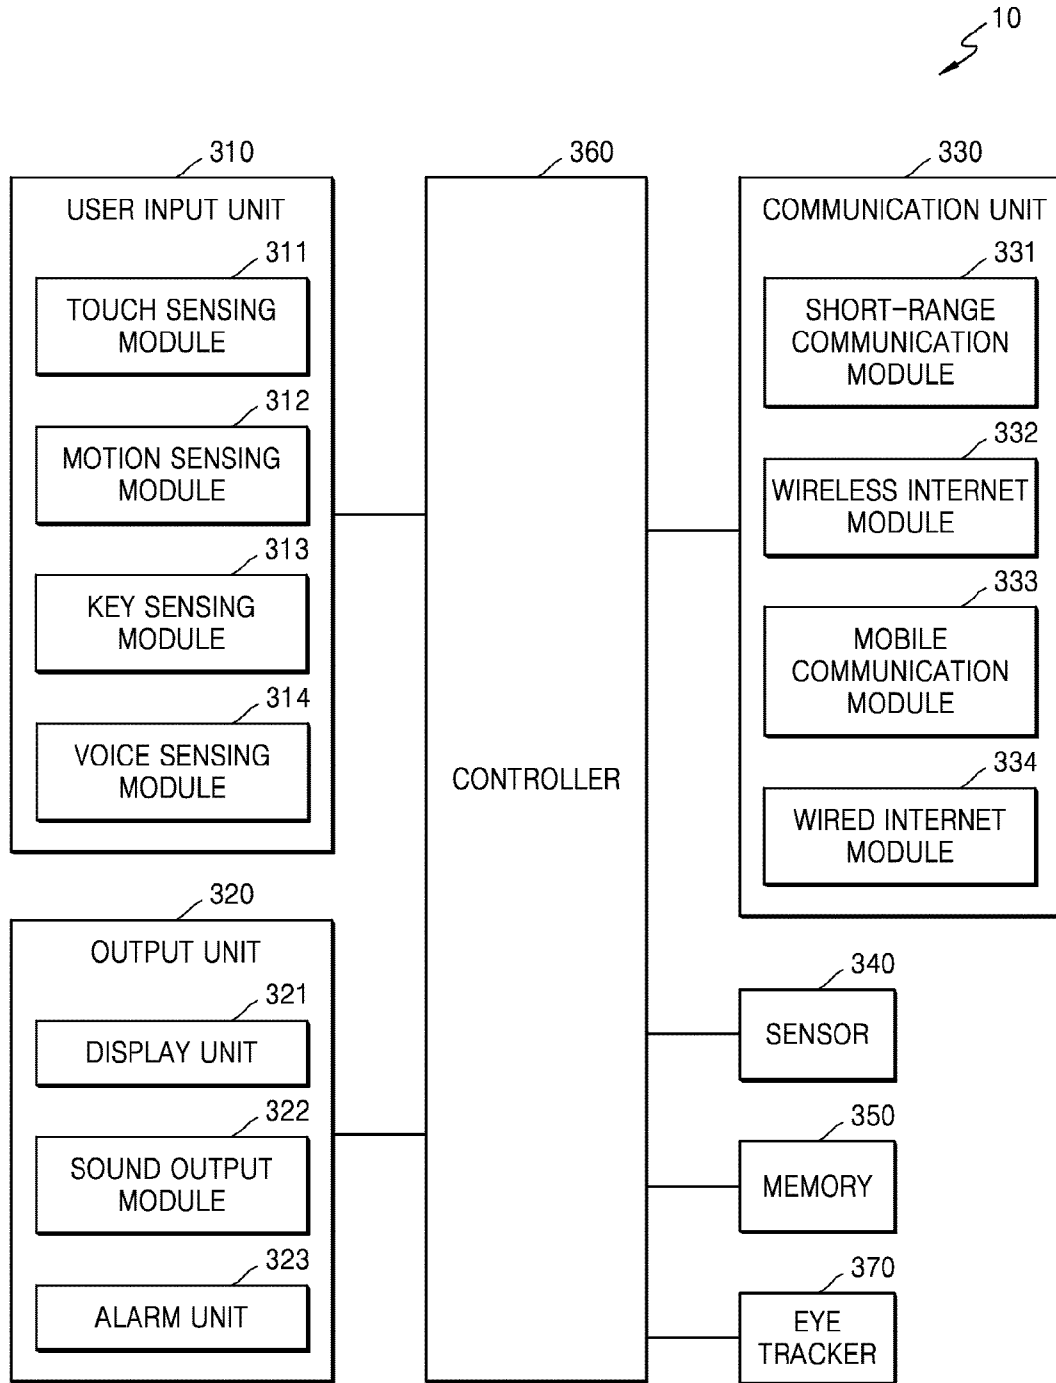 10
310
USER INPUT UNIT
311
TOUCH SENSING
MODULE
312
MOTION SENSING
MODULE
313
KEY SENSING
MODULE
314
VOICE SENSING
MODULE
320
OUTPUT UNIT
321
DISPLAY UNIT
322
SOUND OUTPUT
MODULE
323
ALARM UNIT
360
CONTROLLER
330
COMMUNICATION UNIT
331
SHORT-RANGE
COMMUNICATION
MODULE
332
WIRELESS INTERNET
MODULE
333
MOBILE
COMMUNICATION
MODULE
334
WIRED INTERNET
MODULE
340
SENSOR
350
MEMORY
370
EYE
TRACKER